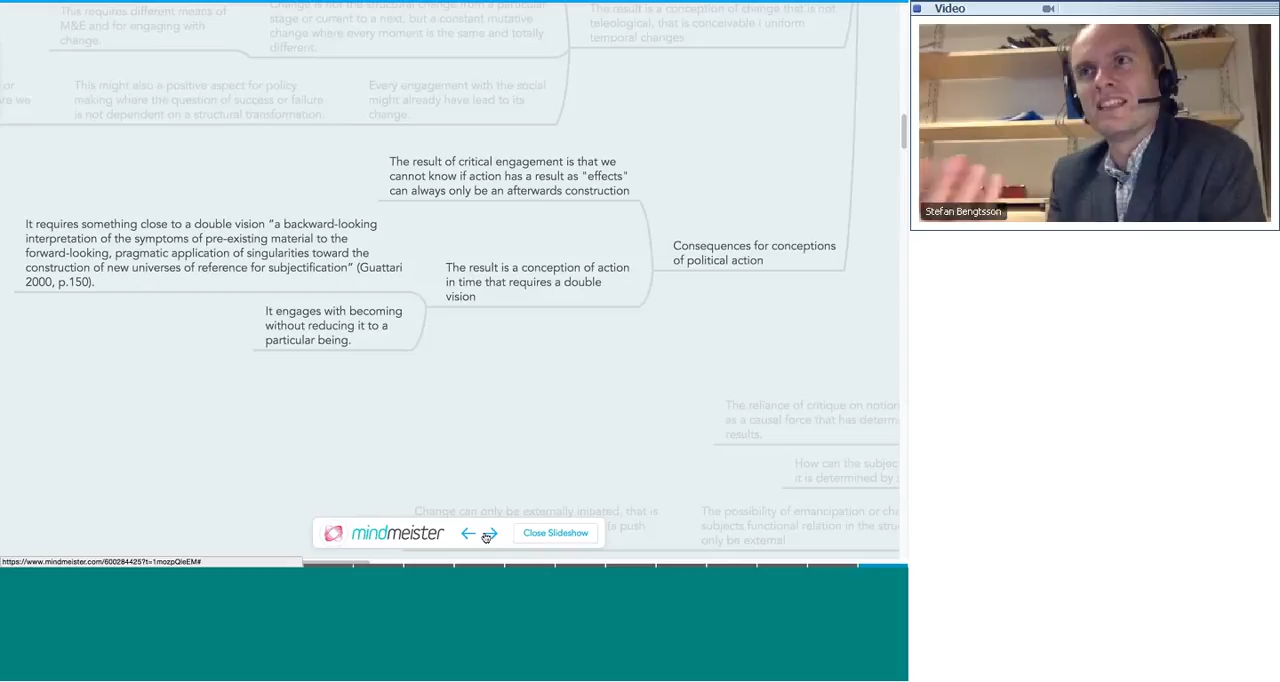 Video
This requires different means of
M&E and for engaging with
change.
Change is not the structural change from a particular
stage or current to a next, but a constant mutative
change where every moment is the same and totally
different.
The result is a conception of change that is not
teleological, that is conceivable I uniform
temporal changes
or
are we
This might also a positive aspect for policy
making where the question of success or failure
is not dependent on a structural transformation.
Every engagement with the social
might already have lead to its
change.
The result of critical engagement is that we
cannot know if action has a result as "effects"
can always only be an afterwards construction
It requires something close to a double vision “a backward-looking
interpretation of the symptoms of pre-existing material to the
forward-looking, pragmatic application of singularities toward the
construction of new universes of reference for subjectification” (Guattari
2000, p.150).
The result is a conception of action
in time that requires a double
vision
Consequences for conceptions
of political action
It engages with becoming
without reducing it to a
particular being.
The reliance of critique on notion
as a causal force that has determ
results.
How can the subjec
it is determined by
Change can only be externally initiated, that is
(a push
The possibility of emancipation or cha
subjects functional relation in the stru
only be external
mindmeister
Close Slideshow
https://www.mindmeister.com/600284425?t=1mozpQIeEM#
Stefan Bengtsson